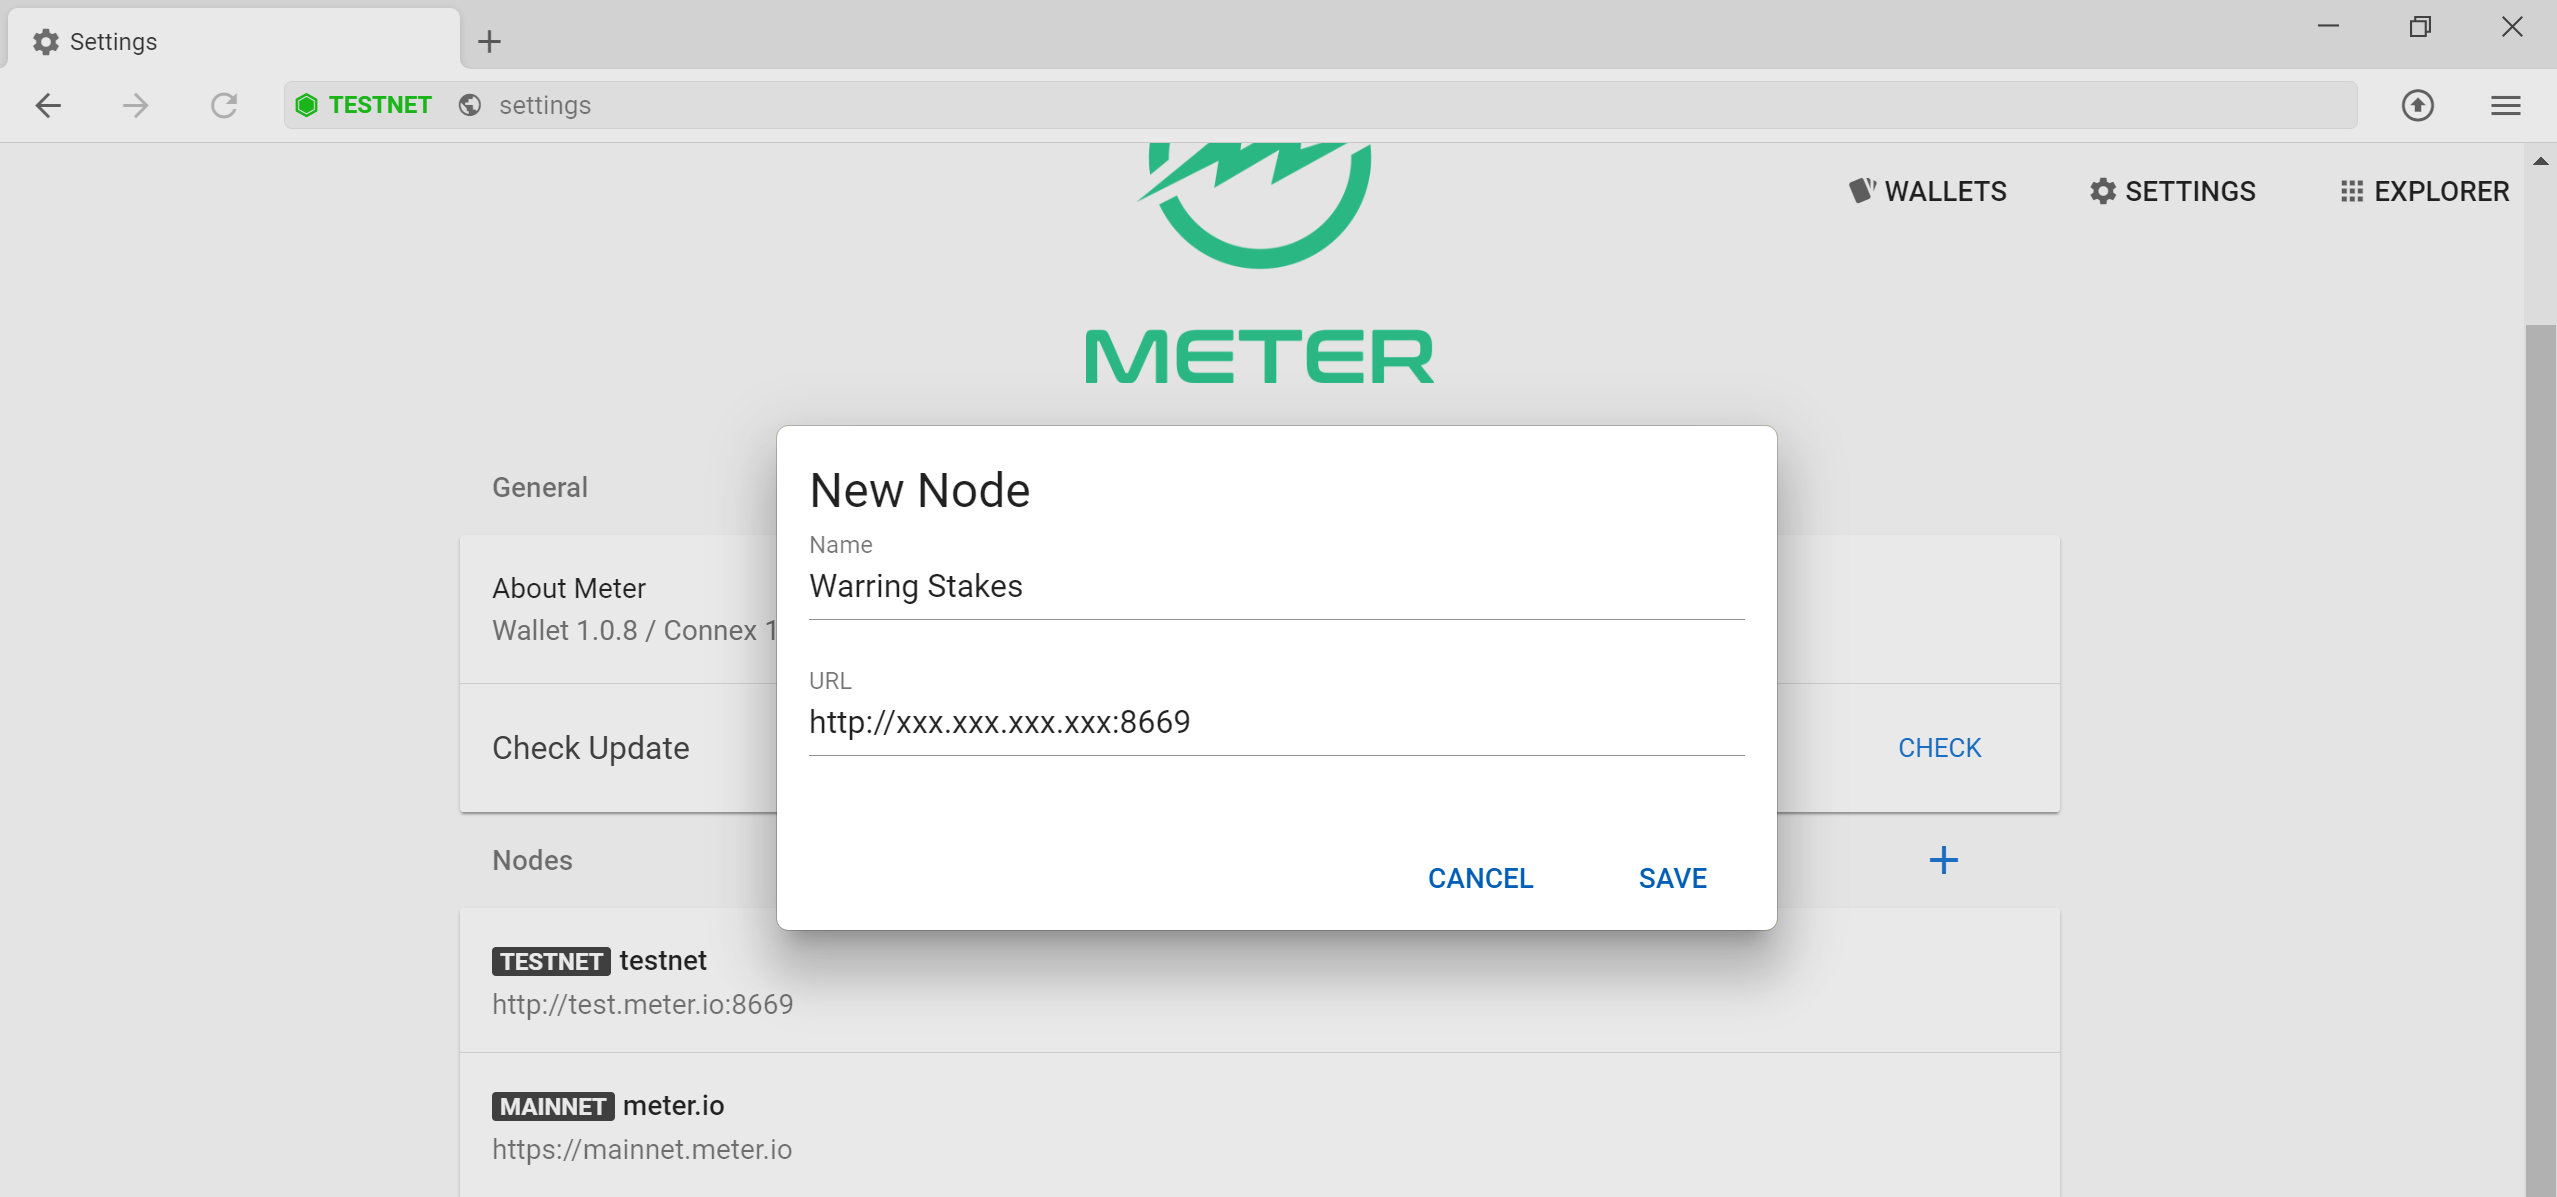 Settings
TESTNET settings
WALLETS SETTINGS EXPLORER
METER
General
New Node
Name
Warring Stakes
About Meter
Wallet 1.0.8 / Connex 1
URL
http://xxx.xxx.xxx.xxx:8669
Check Update
CHECK
Nodes
CANCEL SAVE
TESTNET testnet
http://test.meter.io:8669
MAINNET meter.io
https://mainnet.meter.io